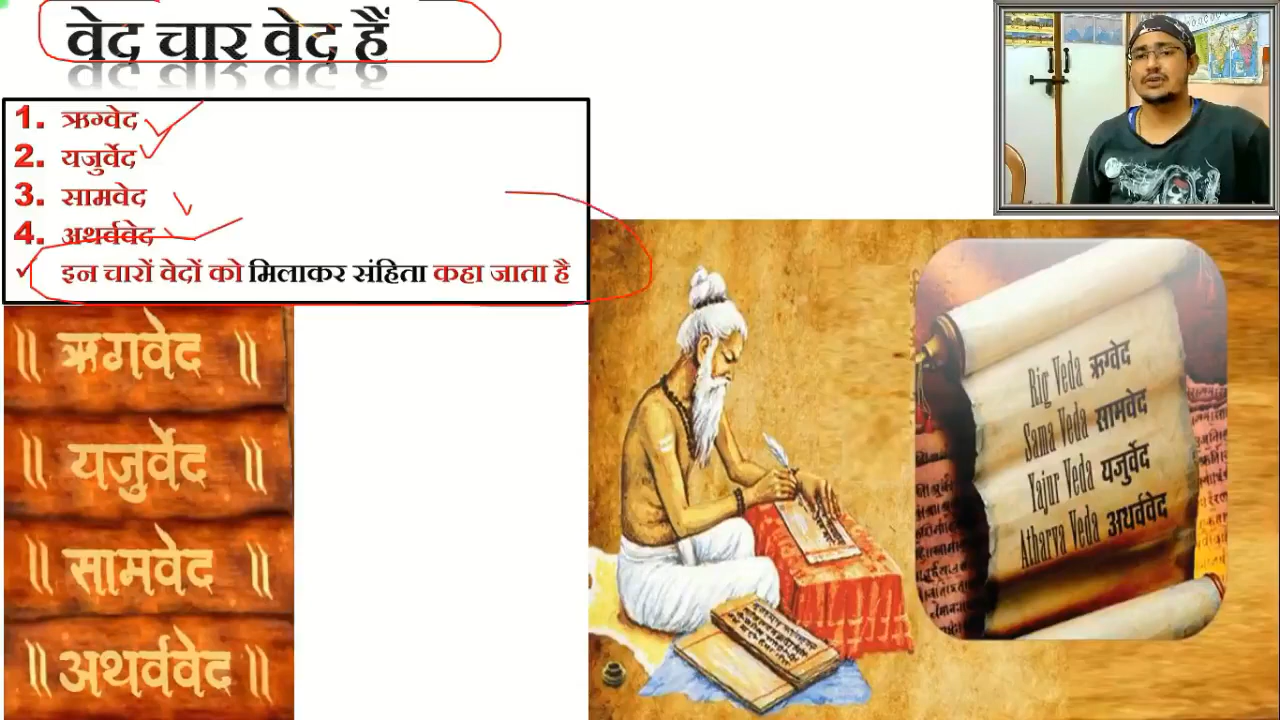 वेद चार वेद हैं
1. ऋग्वेद
2. यजुर्वेद
3. सामवेद
4. अथर्ववेद
✓ इन चारों वेदों को मिलाकर संहिता कहा जाता है
॥ ऋगवेद ॥
॥ यजुर्वेद ॥
॥ सामवेद ॥
॥ अथर्ववेद ॥
Rig Veda ऋग्वेद
Sama Veda सामवेद
Yajur Veda यजुर्वेद
Atharva Veda अथर्ववेद